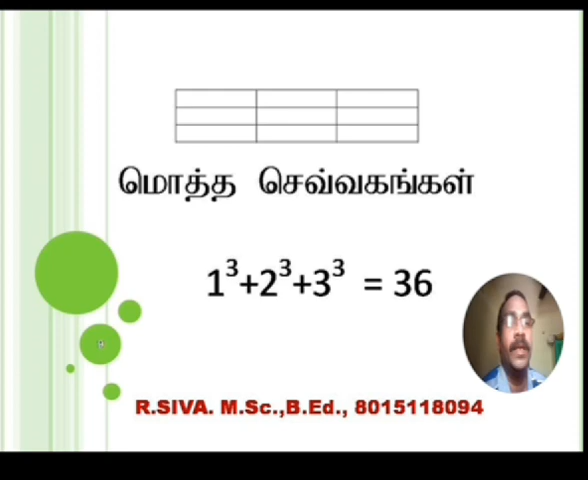 மொத்த செவ்வகங்கள்
1³+2³+3³ = 36
R.SIVA. M.Sc.,B.Ed., 8015118094